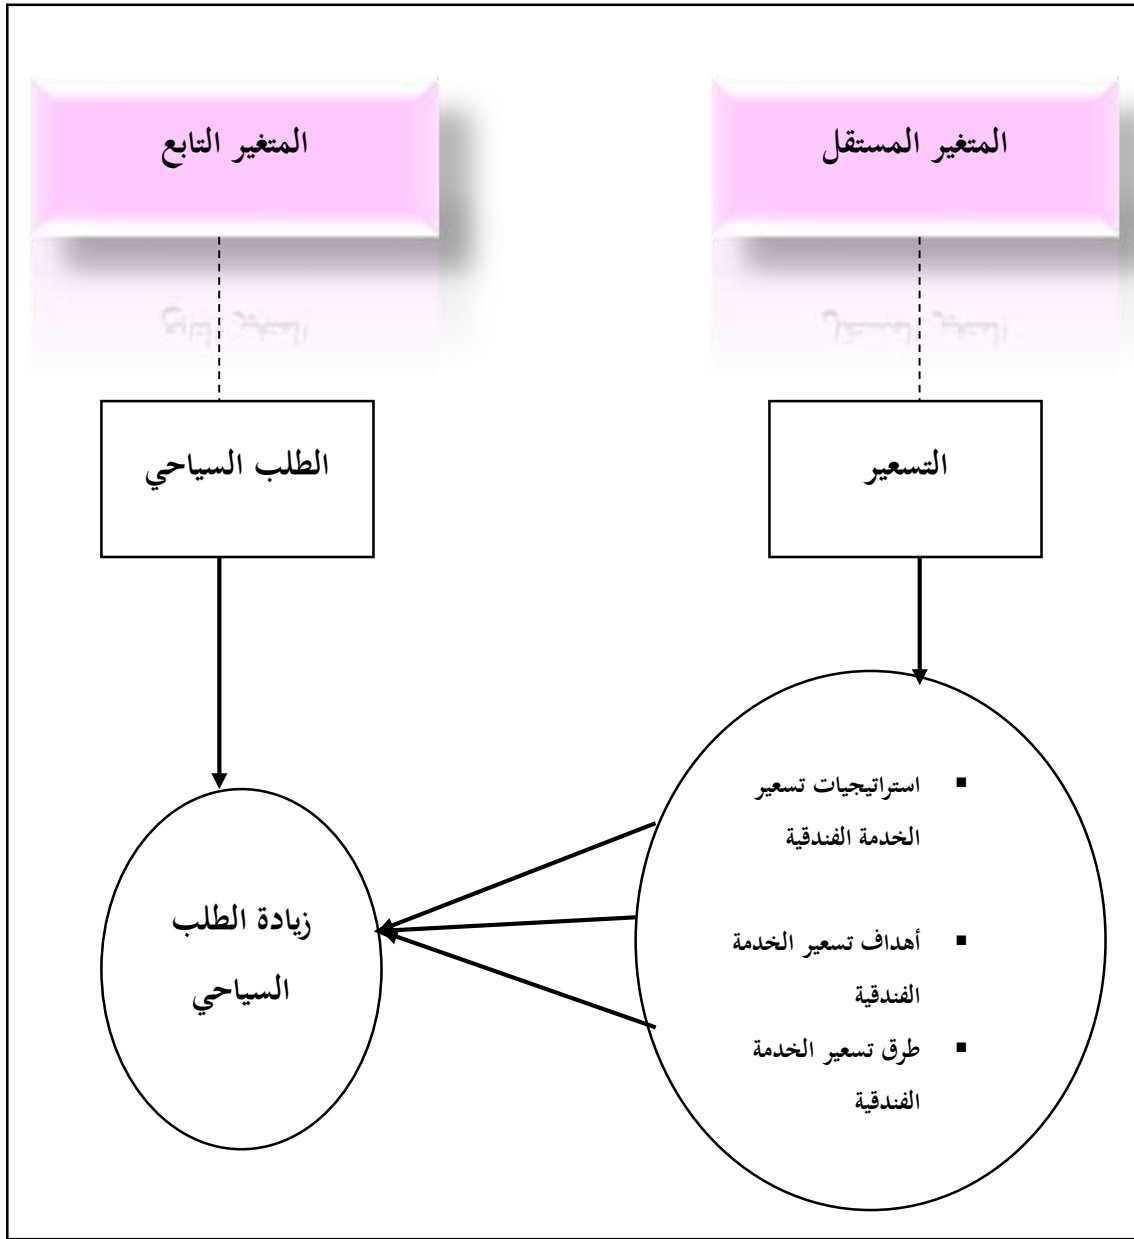 المتغير المستقل
المتغير التابع
التسعير
الطلب السياحي
▪ استراتيجيات تسعير
الخدمة الفندقية
▪ أهداف تسعير الخدمة
الفندقية
▪ طرق تسعير الخدمة
الفندقية
زيادة الطلب
السياحي